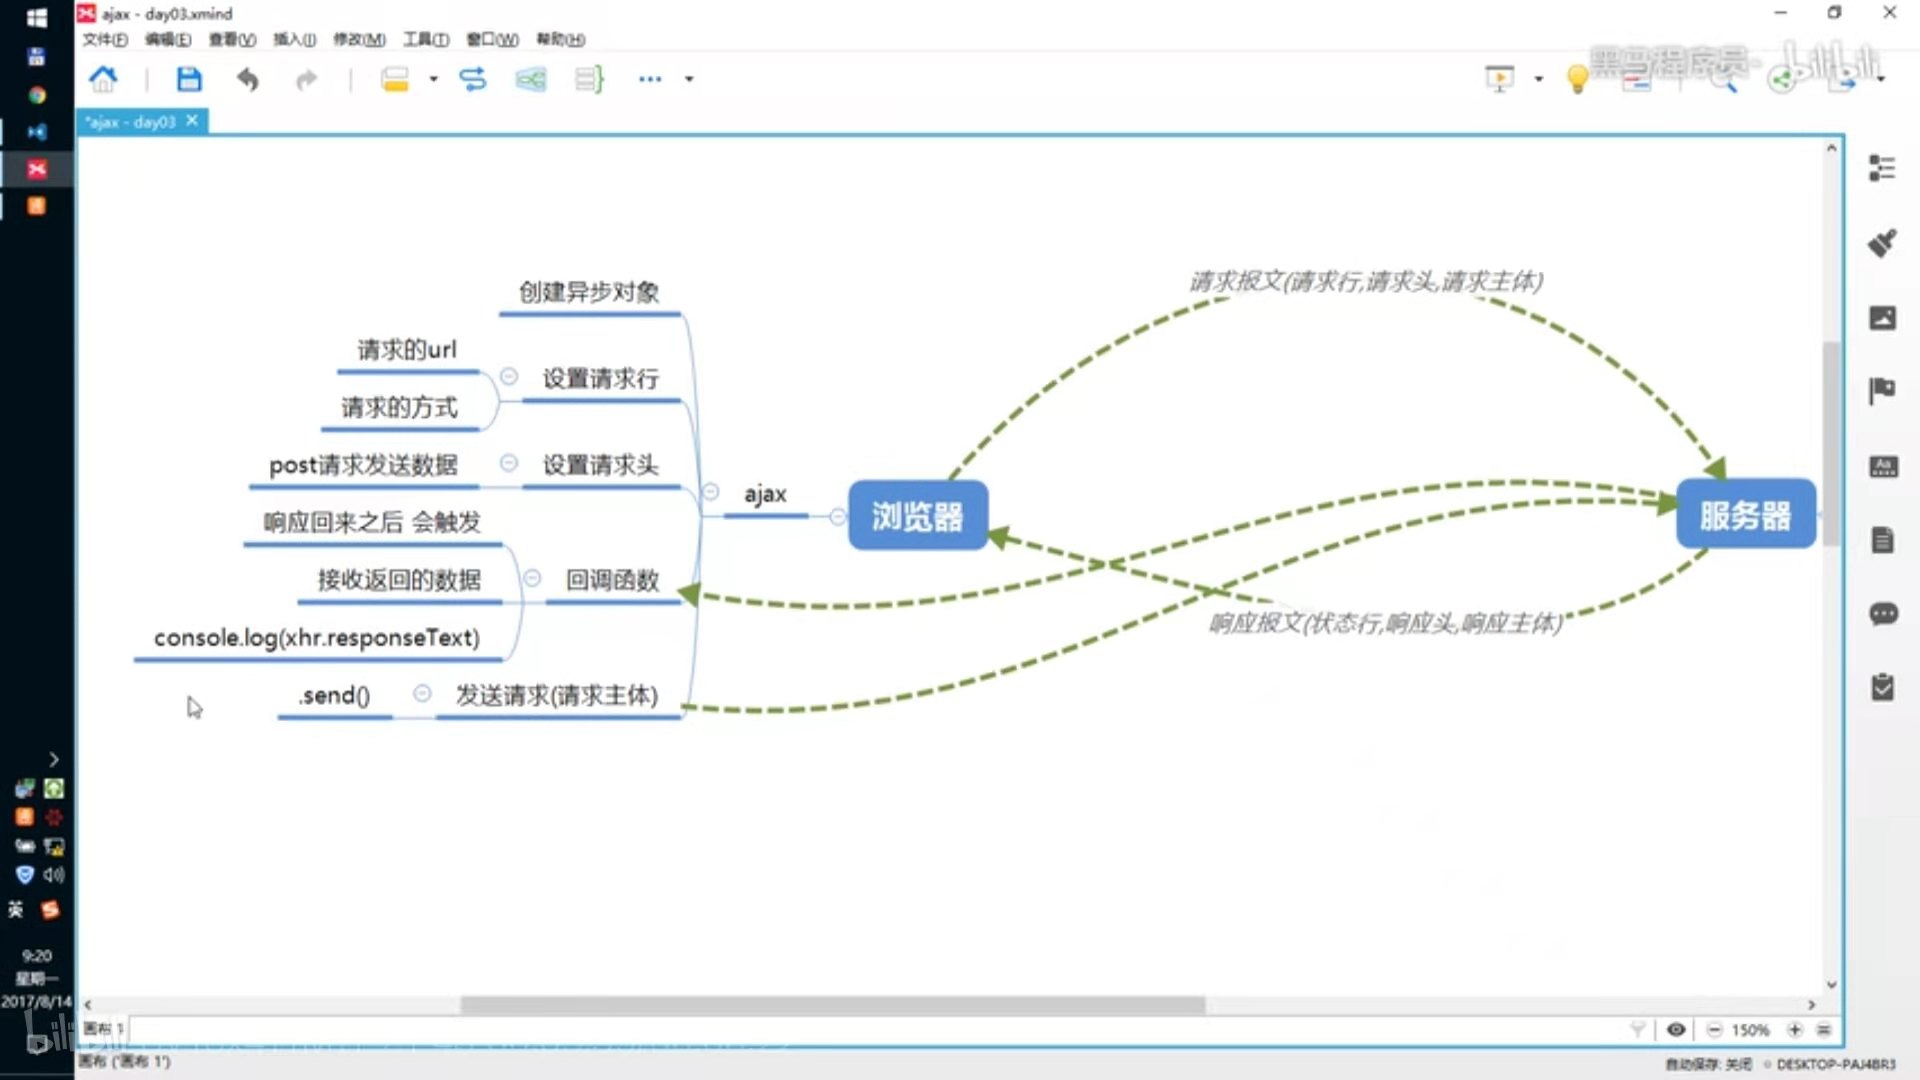 ajax - day03.xmind
文件(F) 编辑(E) 查看(V) 插入(I) 修改(M) 工具(T) 窗口(W) 帮助(H)
黑马程序员- bilibili
*ajax - day03
请求报文(请求行,请求头,请求主体)
创建异步对象
请求的url
设置请求行
请求的方式
post请求发送数据
设置请求头
ajax
浏览器
服务器
响应回来之后 会触发
接收返回的数据
回调函数
console.log(xhr.responseText)
响应报文(状态行,响应头,响应主体)
.send()
发送请求(请求主体)
英
9:20
星期一
2017/8/14
bilibili
画布 1
150%
画布 ('画布 1')
自动保存: 关闭
DESKTOP-PAJ4BR3